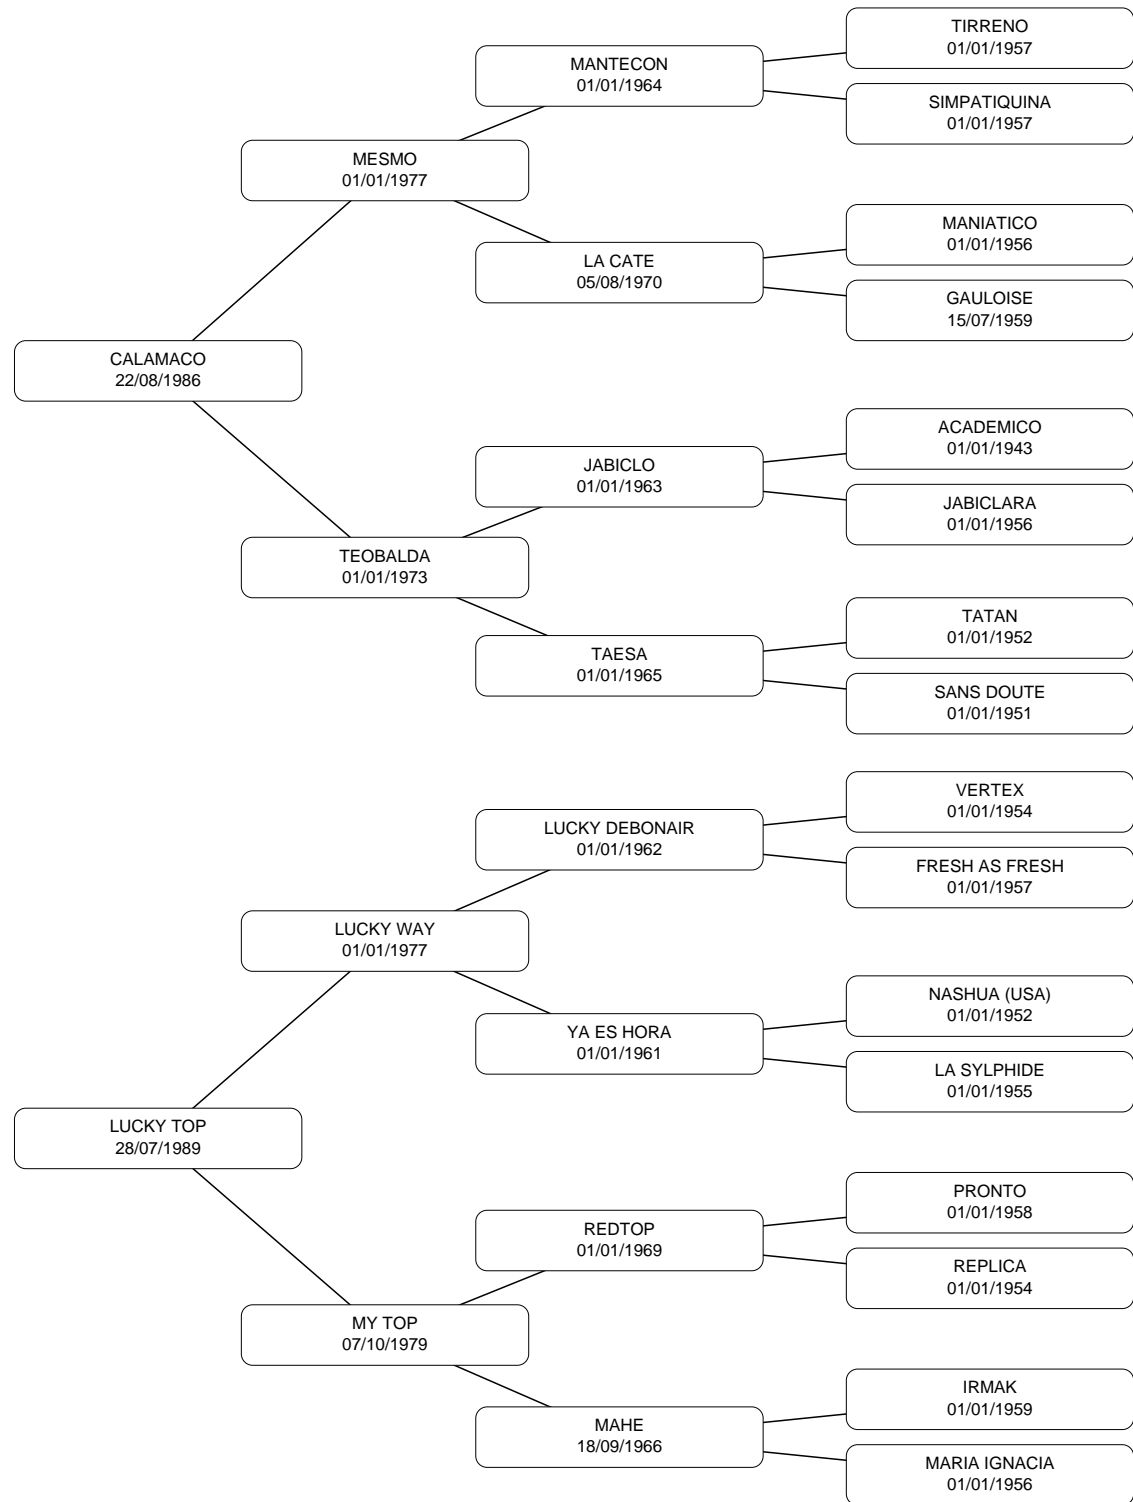 TIRRENO
01/01/1957
MANTECON
01/01/1964
SIMPATIQUINA
01/01/1957
MESMO
01/01/1977
MANIATICO
01/01/1956
LA CATE
05/08/1970
GAULOISE
15/07/1959
CALAMACO
22/08/1986
ACADEMICO
01/01/1943
JABICLO
01/01/1963
JABICLARA
01/01/1956
TEOBALDA
01/01/1973
TATAN
01/01/1952
TAESA
01/01/1965
SANS DOUTE
01/01/1951
VERTEX
01/01/1954
LUCKY DEBONAIR
01/01/1962
FRESH AS FRESH
01/01/1957
LUCKY WAY
01/01/1977
NASHUA (USA)
01/01/1952
YA ES HORA
01/01/1961
LA SYLPHIDE
01/01/1955
LUCKY TOP
28/07/1989
PRONTO
01/01/1958
REDTOP
01/01/1969
REPLICA
01/01/1954
MY TOP
07/10/1979
IRMAK
01/01/1959
MAHE
18/09/1966
MARIA IGNACIA
01/01/1956